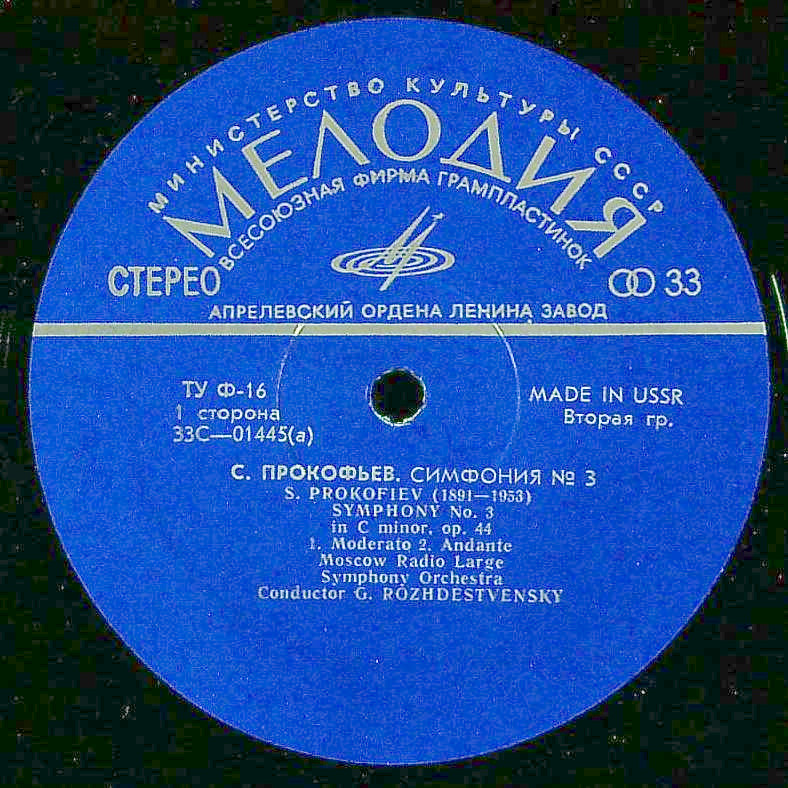 МИНИСТЕРСТВО КУЛЬТУРЫ СССР
МЕЛОДИЯ
ВСЕСОЮЗНАЯ ФИРМА ГРАМПЛАСТИНОК
СТЕРЕО
33
АПРЕЛЕВСКИЙ ОРДЕНА ЛЕНИНА ЗАВОД
ТУ Ф-16
1 сторона
33С—01445(а)
MADE IN USSR
Вторая гр.
С. ПРОКОФЬЕВ. СИМФОНИЯ № 3
S. PROKOFIEV (1891—1953)
SYMPHONY No. 3
in C minor, op. 44
1. Moderato 2. Andante
Moscow Radio Large
Symphony Orchestra
Conductor G. ROZHDESTVENSKY